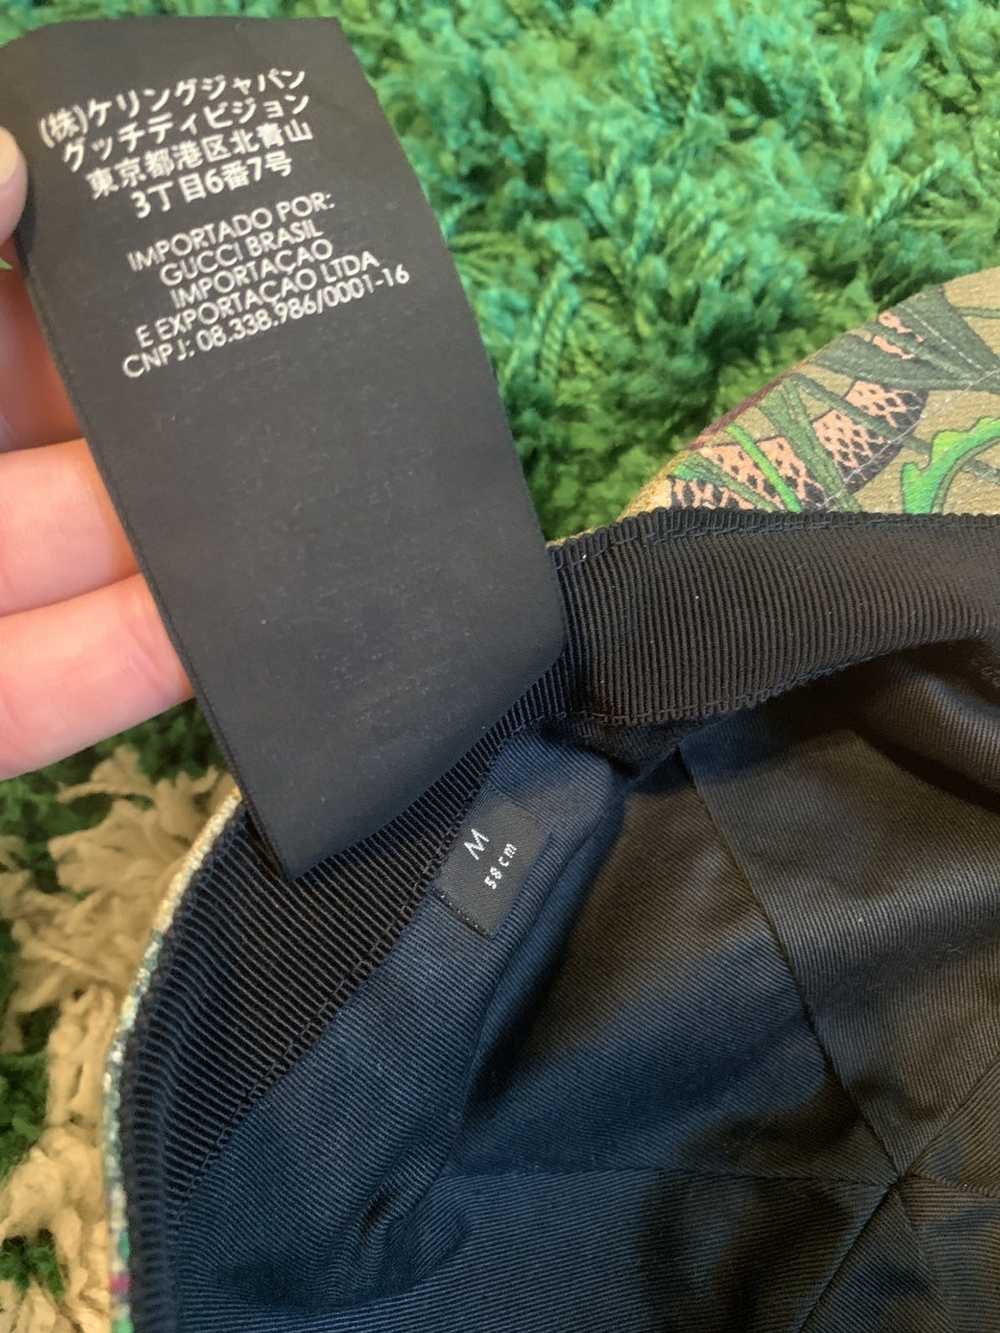 (株)ケリングジャパン
グッチディビジョン
東京都港区北青山
3丁目6番7号
IMPORTADO POR:
GUCCI BRASIL
IMPORTAÇAO
E EXPORTAÇAO LTDA
CNPJ: 08.338.986/0001-16
M
58cm